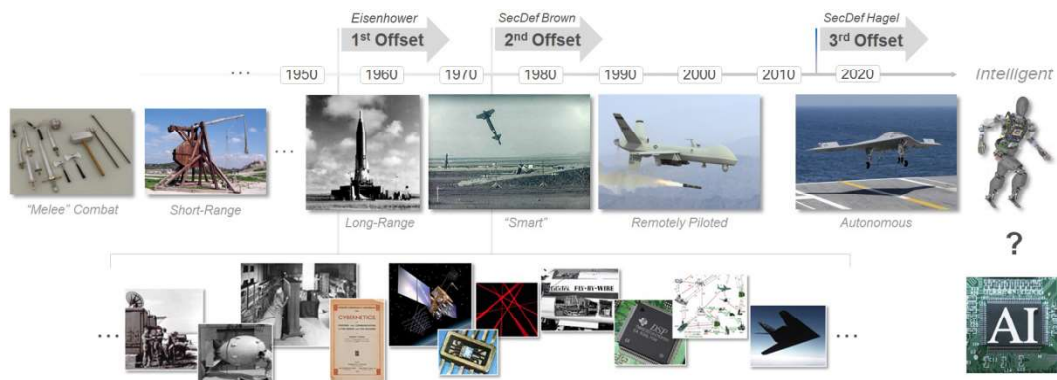 Eisenhower
1st Offset
SecDef Brown
2nd Offset
SecDef Hagel
3rd Offset
...
1950
1960
1970
1980
1990
2000
2010
2020
Intelligent
...
"Melee" Combat
Short-Range
Long-Range
"Smart"
Remotely Piloted
Autonomous
?
...
CYBERNETICS
FLY-BY-WIRE
DSP
...
AI